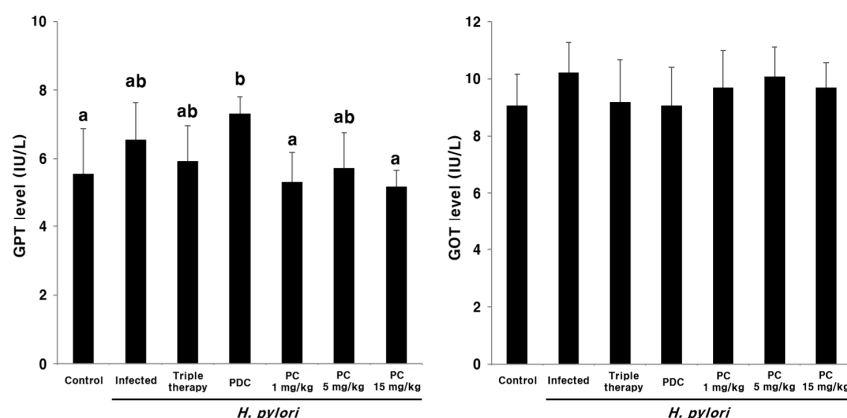 10
8
6
4
2
0
GPT level (IU/L)
a
ab
ab
b
a
ab
a
Control
Infected
Triple
therapy
PDC
PC
1 mg/kg
PC
5 mg/kg
PC
15 mg/kg
H. pylori
12
10
8
6
4
2
0
GOT level (IU/L)
Control
Infected
Triple
therapy
PDC
PC
1 mg/kg
PC
5 mg/kg
PC
15 mg/kg
H. pylori